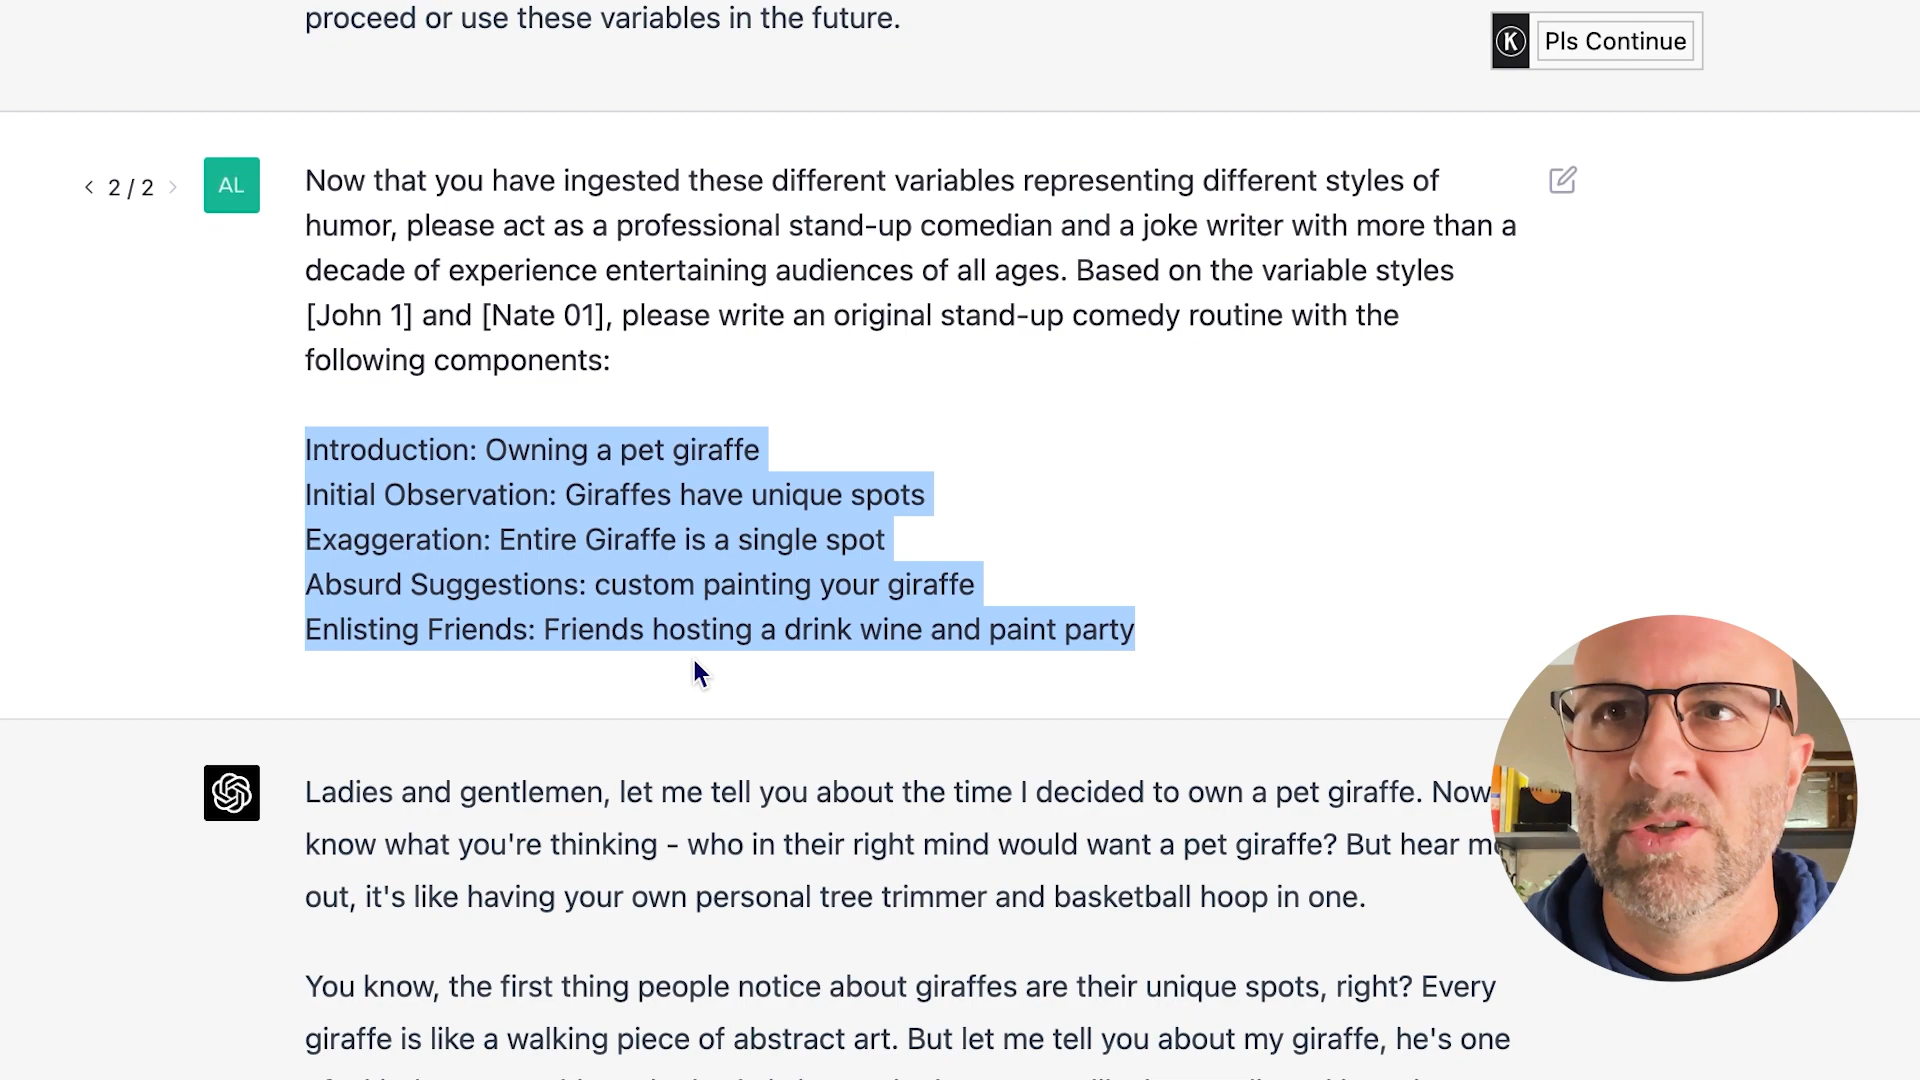 proceed or use these variables in the future.
K Pls Continue
< 2 / 2 >
AL
Now that you have ingested these different variables representing different styles of
humor, please act as a professional stand-up comedian and a joke writer with more than a
decade of experience entertaining audiences of all ages. Based on the variable styles
[John 1] and [Nate 01], please write an original stand-up comedy routine with the
following components:
Introduction: Owning a pet giraffe
Initial Observation: Giraffes have unique spots
Exaggeration: Entire Giraffe is a single spot
Absurd Suggestions: custom painting your giraffe
Enlisting Friends: Friends hosting a drink wine and paint party
Ladies and gentlemen, let me tell you about the time I decided to own a pet giraffe. Now
know what you're thinking - who in their right mind would want a pet giraffe? But hear
out, it's like having your own personal tree trimmer and basketball hoop in one.
You know, the first thing people notice about giraffes are their unique spots, right? Every
giraffe is like a walking piece of abstract art. But let me tell you about my giraffe, he's one